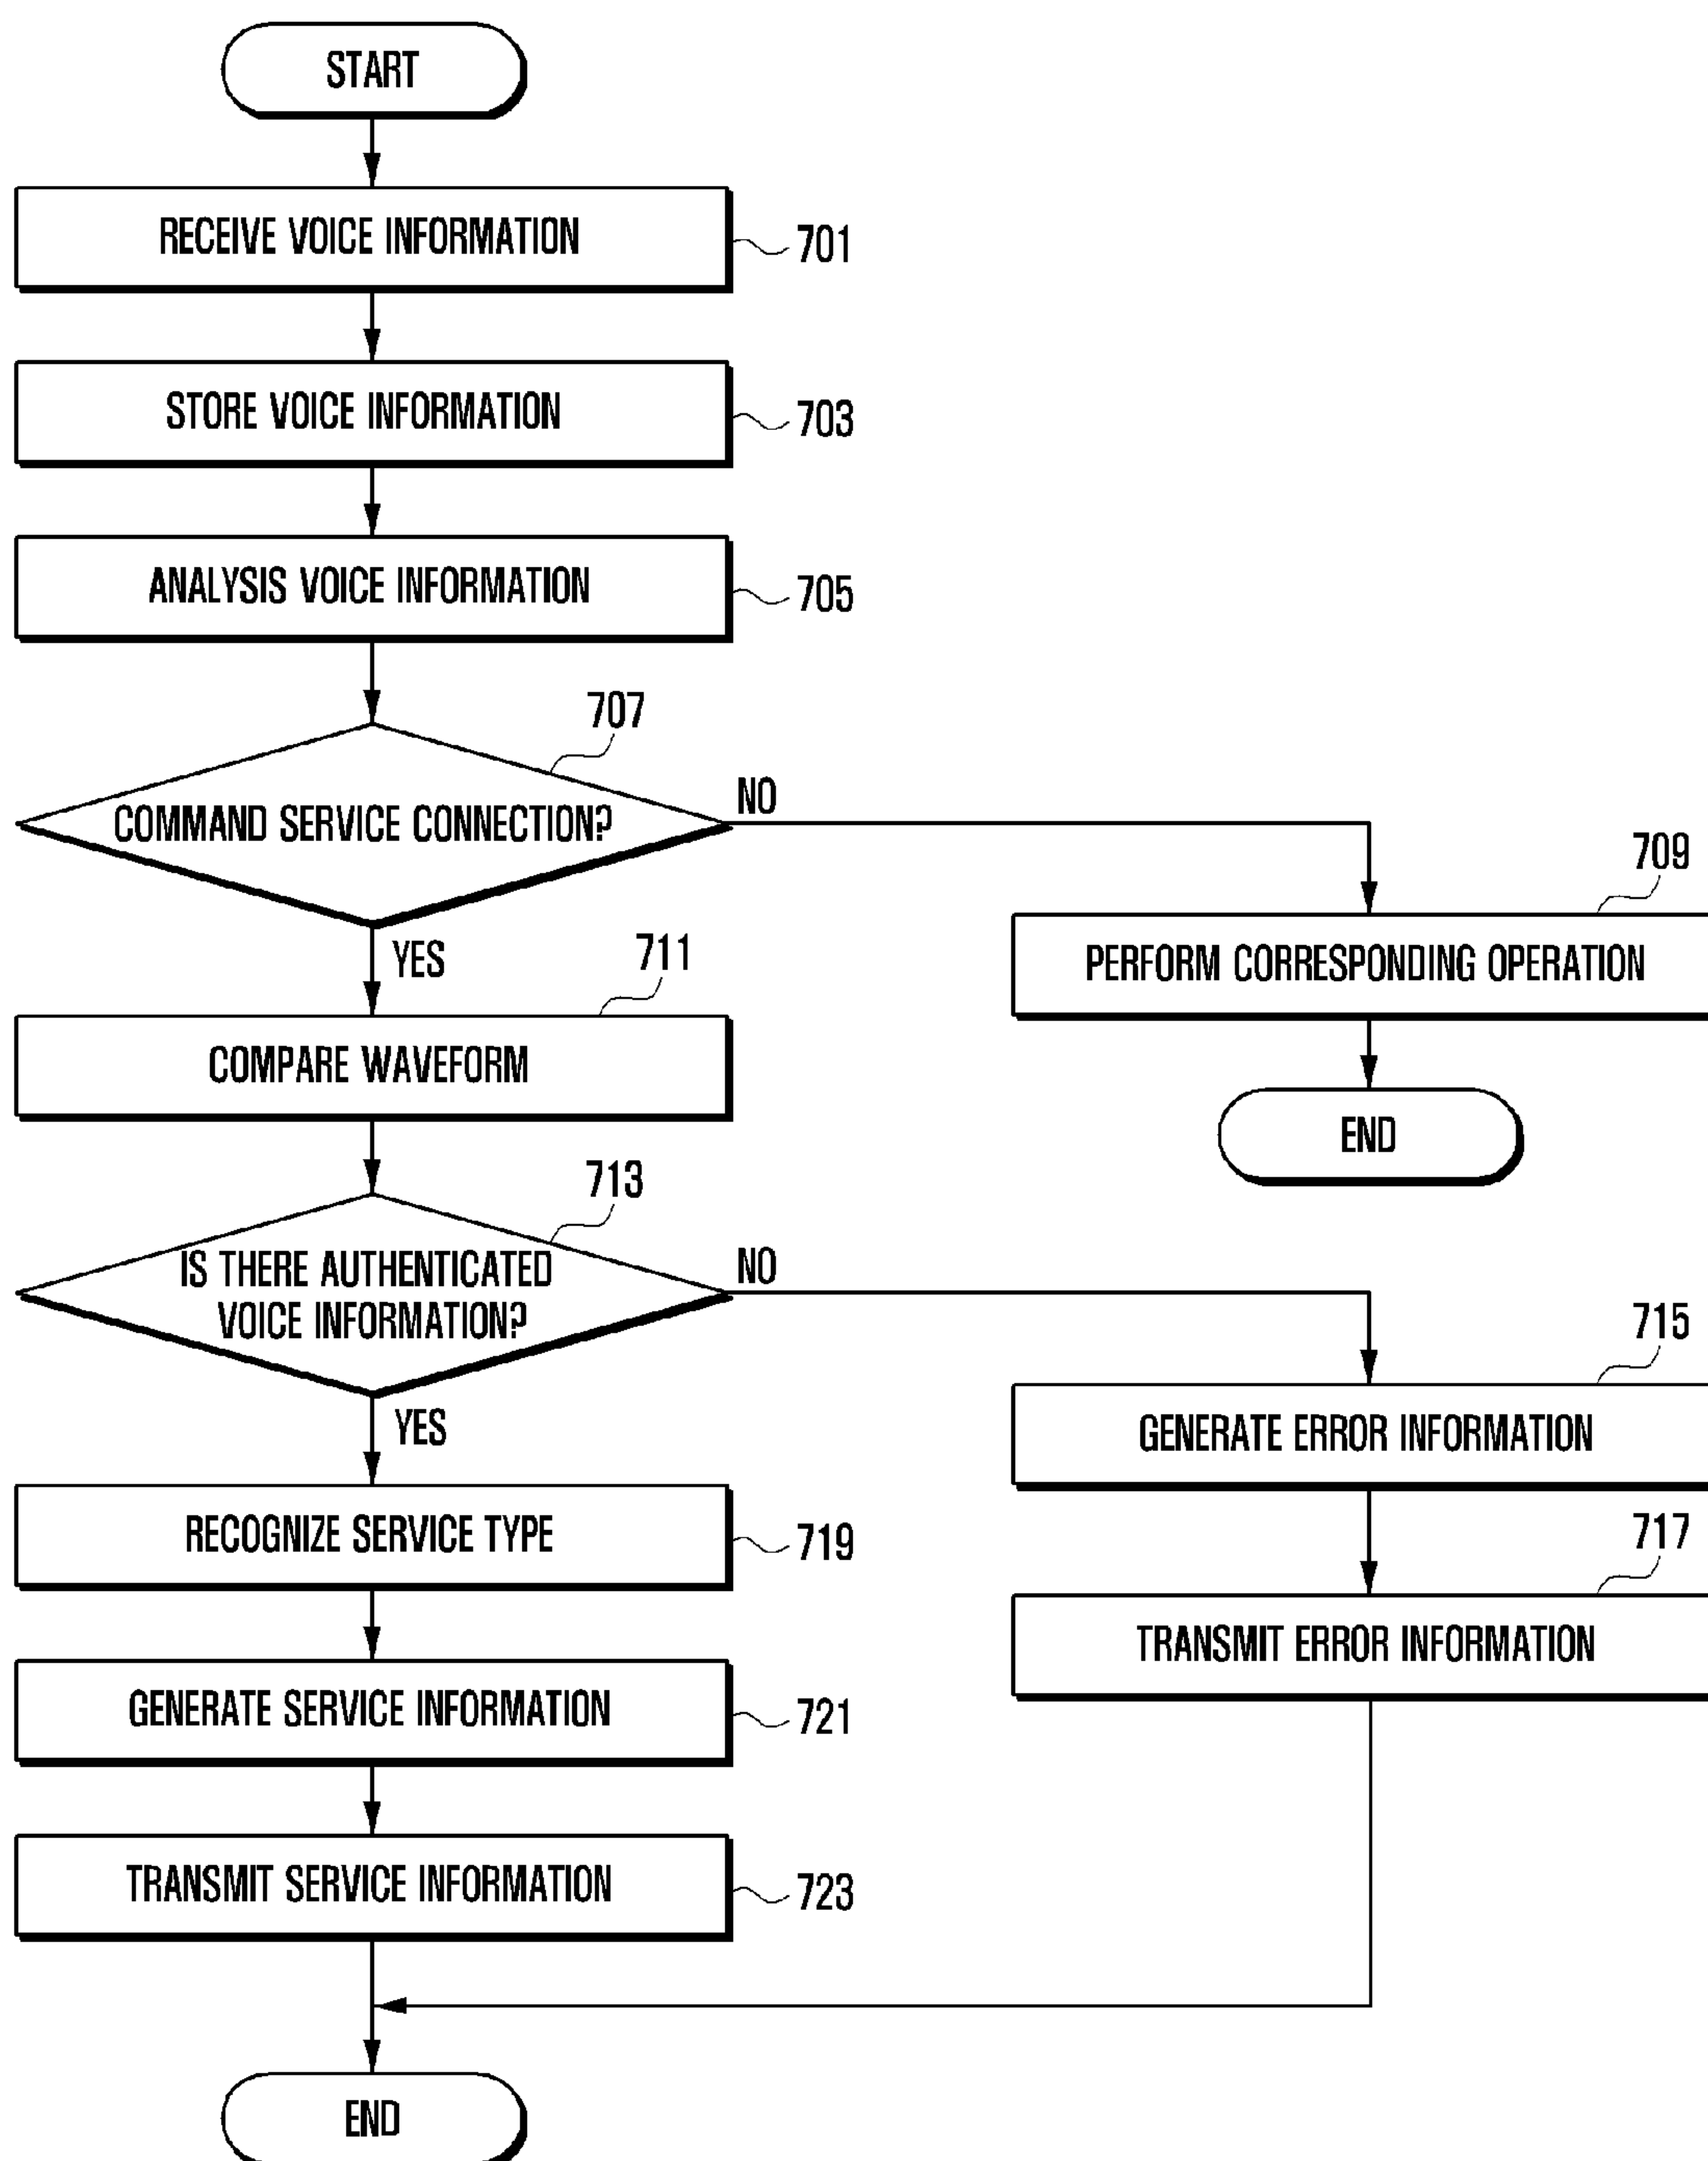 START
RECEIVE VOICE INFORMATION
701
STORE VOICE INFORMATION
703
ANALYSIS VOICE INFORMATION
705
707
COMMAND SERVICE CONNECTION?
NO
709
PERFORM CORRESPONDING OPERATION
END
YES
711
COMPARE WAVEFORM
713
IS THERE AUTHENTICATED
VOICE INFORMATION?
NO
715
GENERATE ERROR INFORMATION
717
TRANSMIT ERROR INFORMATION
YES
RECOGNIZE SERVICE TYPE
719
GENERATE SERVICE INFORMATION
721
TRANSMIT SERVICE INFORMATION
723
END